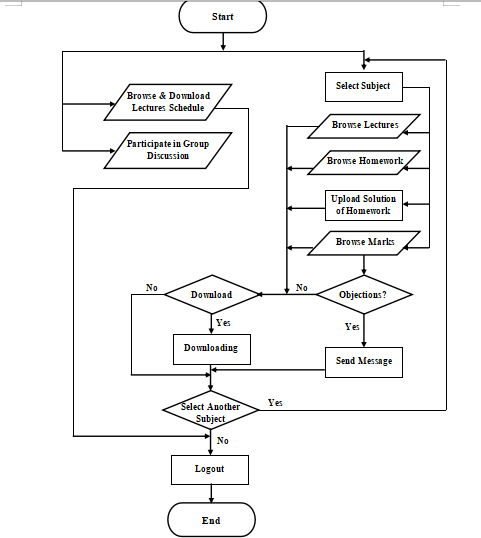 Start
Browse & Download
Lectures Schedule
Participate in Group
Discussion
Select Subject
Browse Lectures
Browse Homework
Upload Solution
of Homework
Browse Marks
No
Download
No
Objections?
Yes
Yes
Downloading
Send Message
Select Another
Subject
Yes
No
Logout
End